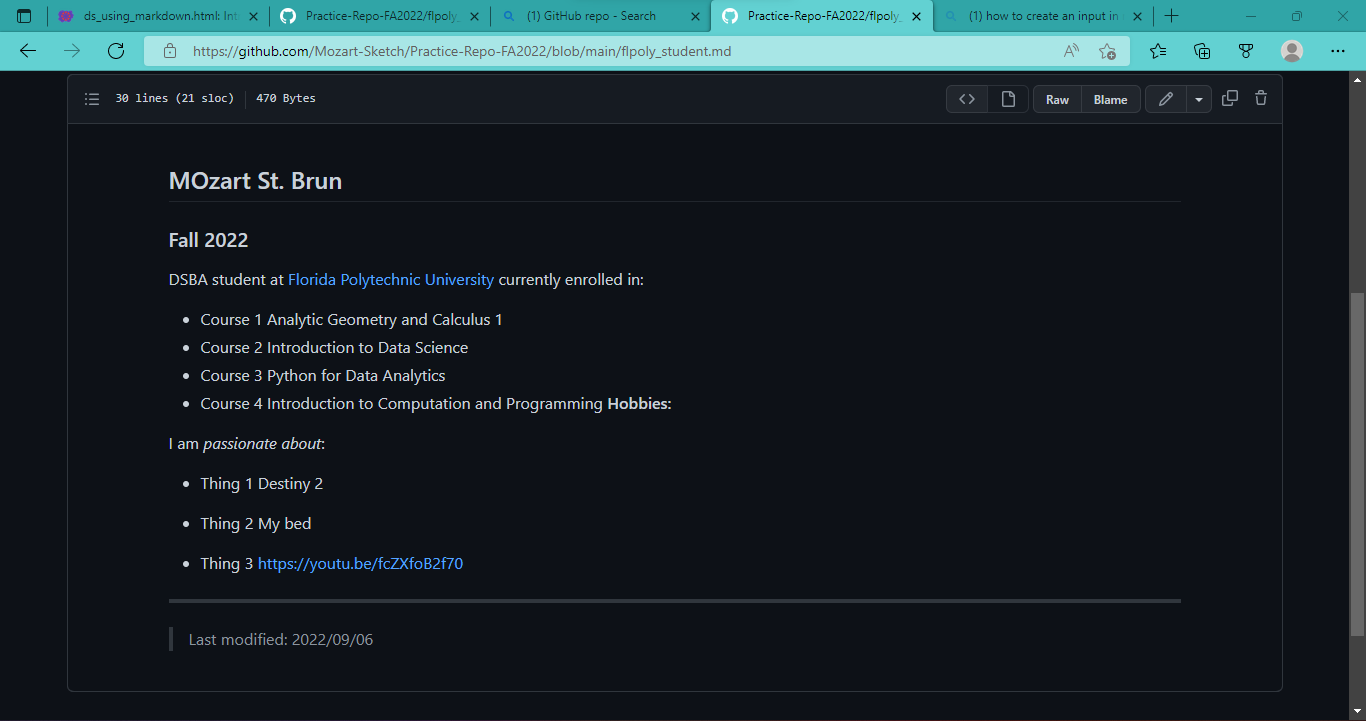 ds_using_markdown.html: Int
Practice-Repo-FA2022/flpoly_
(1) GitHub repo - Search
Practice-Repo-FA2022/flpoly_
(1) how to create an input in
https://github.com/Mozart-Sketch/Practice-Repo-FA2022/blob/main/flpoly_student.md
30 lines (21 sloc) 470 Bytes
Raw Blame
MOzart St. Brun
Fall 2022
DSBA student at Florida Polytechnic University currently enrolled in:
• Course 1 Analytic Geometry and Calculus 1
• Course 2 Introduction to Data Science
• Course 3 Python for Data Analytics
• Course 4 Introduction to Computation and Programming Hobbies:
I am passionate about:
• Thing 1 Destiny 2
• Thing 2 My bed
• Thing 3 https://youtu.be/fcZXfoB2f70
Last modified: 2022/09/06